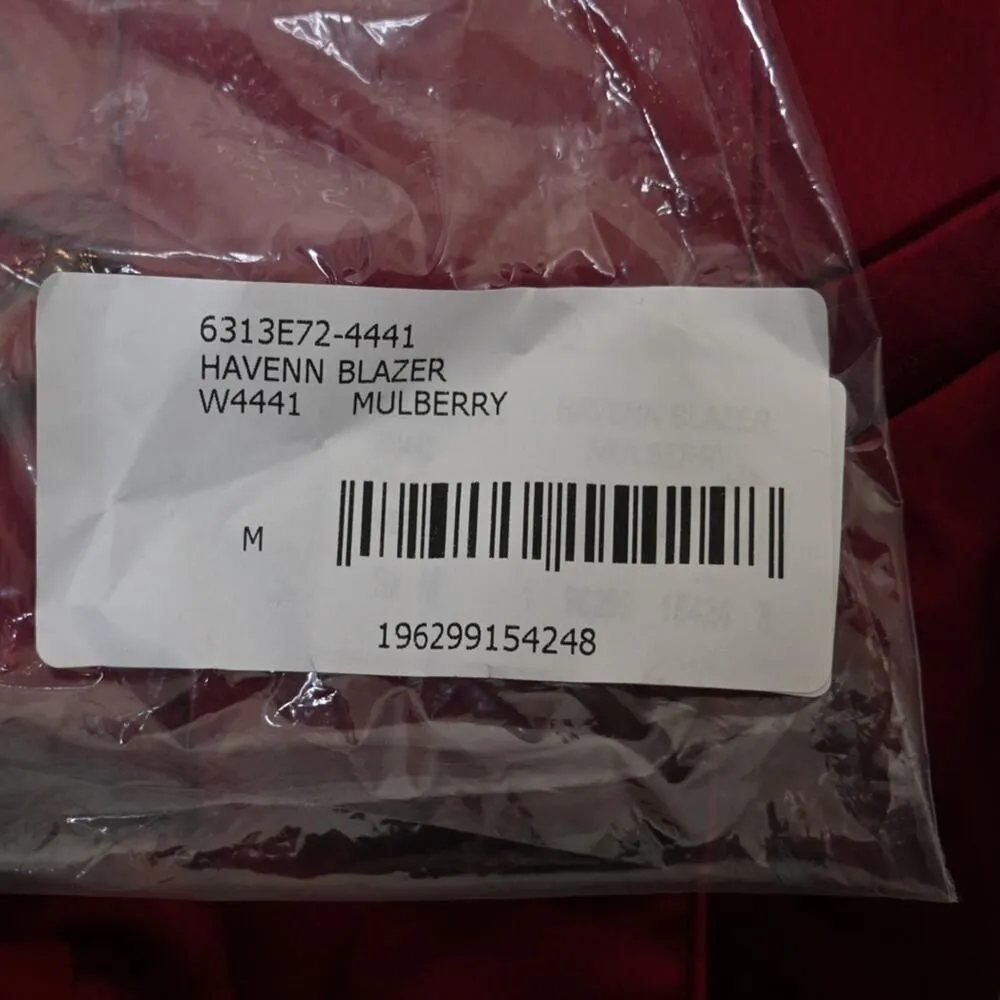 6313E72-4441
HAVENN BLAZER
W4441 MULBERRY
M
196299154248